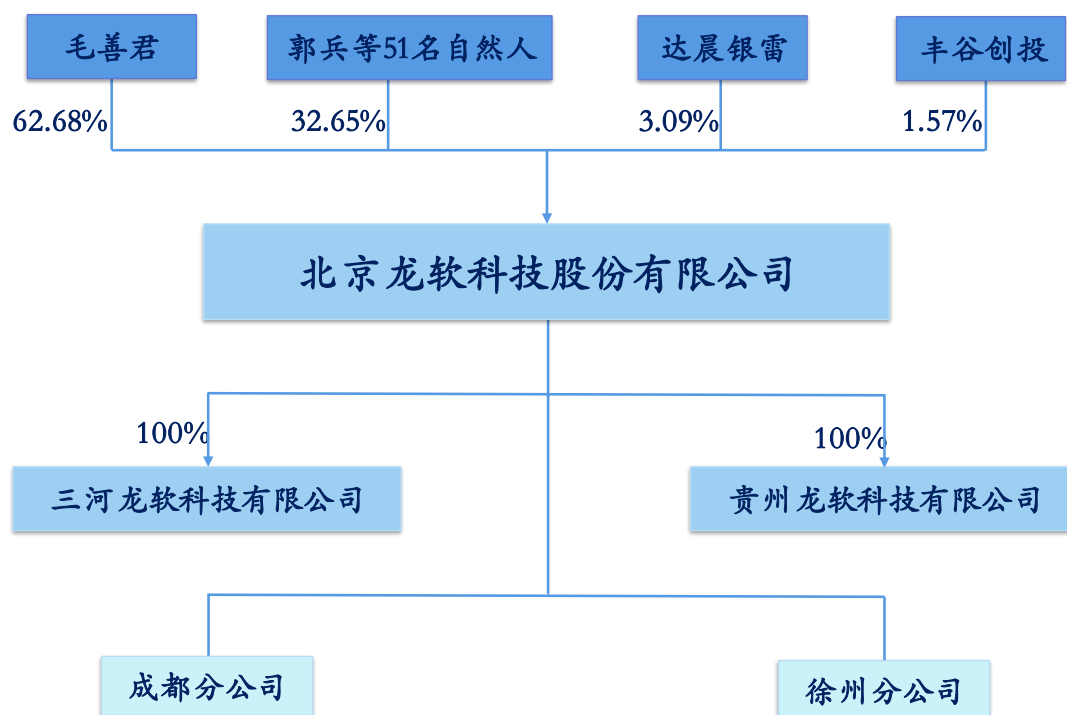 毛善君
郭兵等51名自然人
达晨银雷
丰谷创投
62.68%
32.65%
3.09%
1.57%
北京龙软科技股份有限公司
100%
100%
三河龙软科技有限公司
贵州龙软科技有限公司
成都分公司
徐州分公司